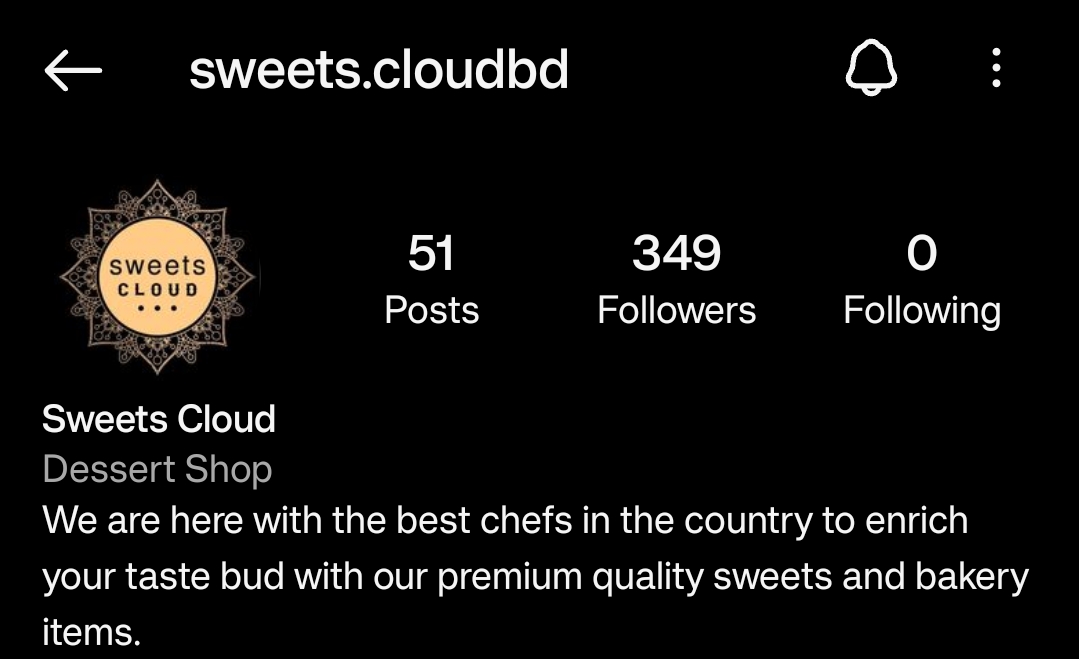 sweets.cloudbd
sweets
CLOUD
51
Posts
349
Followers
0
Following
Sweets Cloud
Dessert Shop
We are here with the best chefs in the country to enrich
your taste bud with our premium quality sweets and bakery
items.